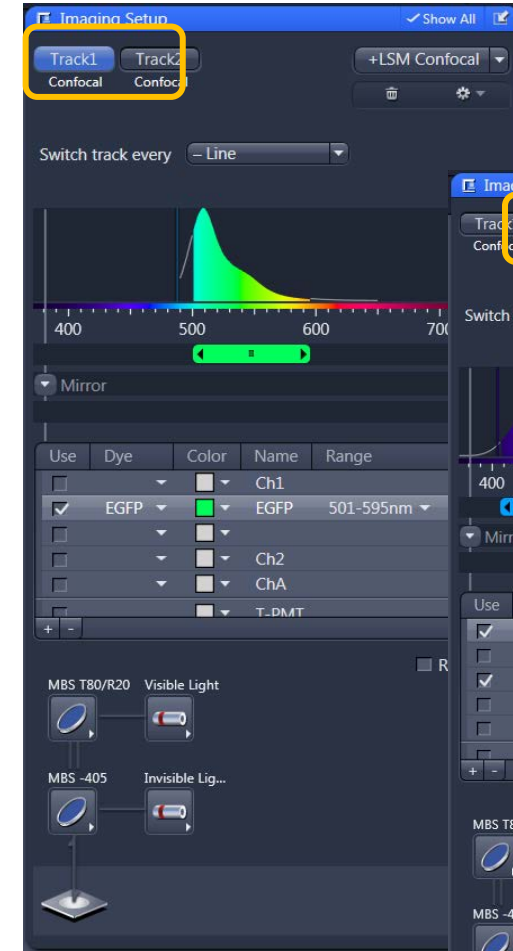 Imaging Setup
Show All
Track1 Track2
Confocal Confocal
+LSM Confocal
Switch track every – Line
400 500 600
Mirror
Use Dye Color Name Range
Ch1
EGFP EGFP 501-595nm
Ch2
ChA
T-PMT
+ -
R
MBS T80/R20 Visible Light
MBS -405 Invisible Lig...
Switch
400
Use
+ -